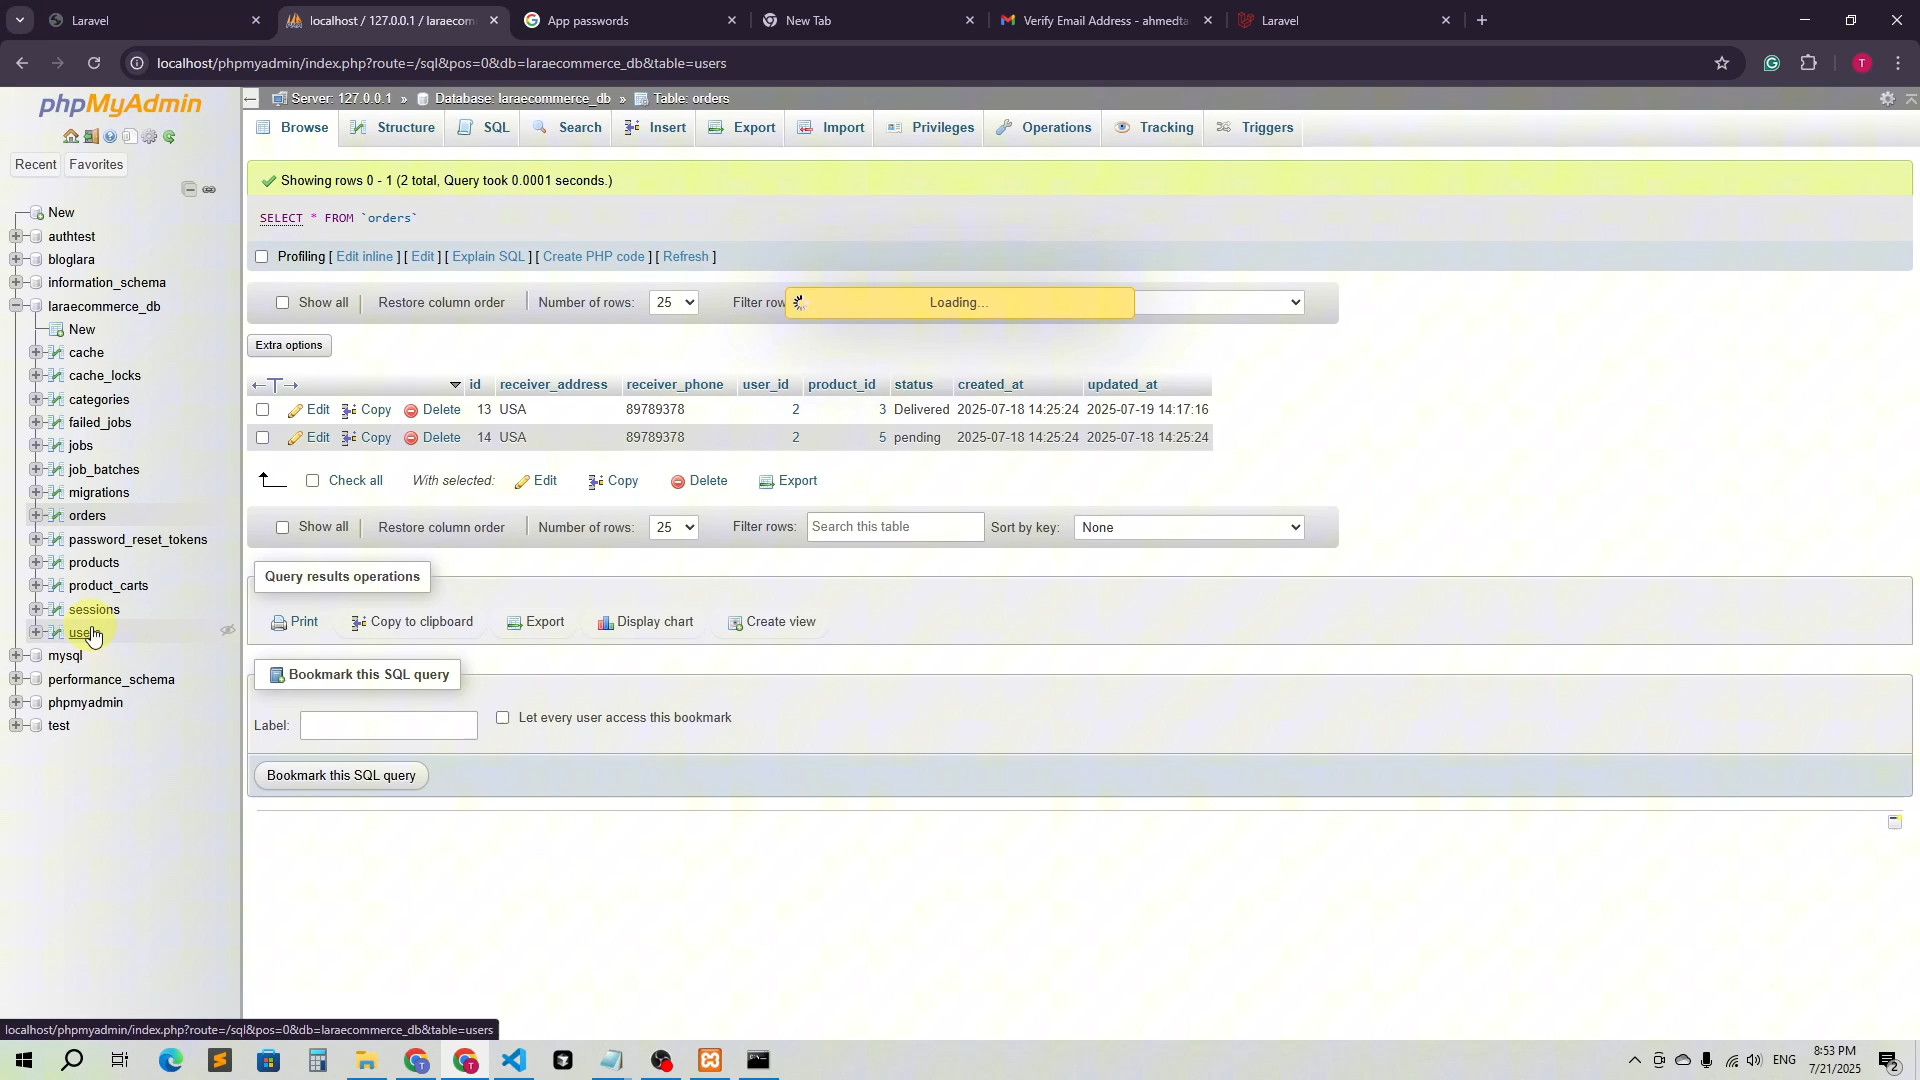 Laravel
localhost / 127.0.0.1 / laraecom
App passwords
New Tab
Verify Email Address - ahmedta
Laravel
localhost/phpmyadmin/index.php?route=/sql&pos=0&db=laraecommerce_db&table=users
T
phpMyAdmin
Server: 127.0.0.1 » Database: laraecommerce_db » Table: orders
Browse Structure SQL Search Insert Export Import Privileges Operations Tracking Triggers
Recent Favorites
New
authtest
bloglara
information_schema
laraecommerce_db
New
cache
cache_locks
categories
failed_jobs
jobs
job_batches
migrations
orders
password_reset_tokens
products
product_carts
sessions
mysql
performance_schema
phpmyadmin
test
Showing rows 0 - 1 (2 total, Query took 0.0001 seconds.)
SELECT * FROM `orders`
Profiling [ Edit inline ] [ Edit ] [ Explain SQL ] [ Create PHP code ] [ Refresh ]
Show all Restore column order Number of rows: 25 Filter row
Loading...
Extra options
id receiver_address receiver_phone user_id product_id status created_at updated_at
Edit Copy Delete 13 USA 89789378 2 3 Delivered 2025-07-18 14:25:24 2025-07-19 14:17:16
Edit Copy Delete 14 USA 89789378 2 5 pending 2025-07-18 14:25:24 2025-07-18 14:25:24
Check all With selected: Edit Copy Delete Export
Show all Restore column order Number of rows: 25 Filter rows: Search this table Sort by key: None
Query results operations
Print Copy to clipboard Export Display chart Create view
Bookmark this SQL query
Label: Let every user access this bookmark
Bookmark this SQL query
localhost/phpmyadmin/index.php?route=/sql&pos=0&db=laraecommerce_db&table=users
ENG
8:53 PM
7/21/2025
2